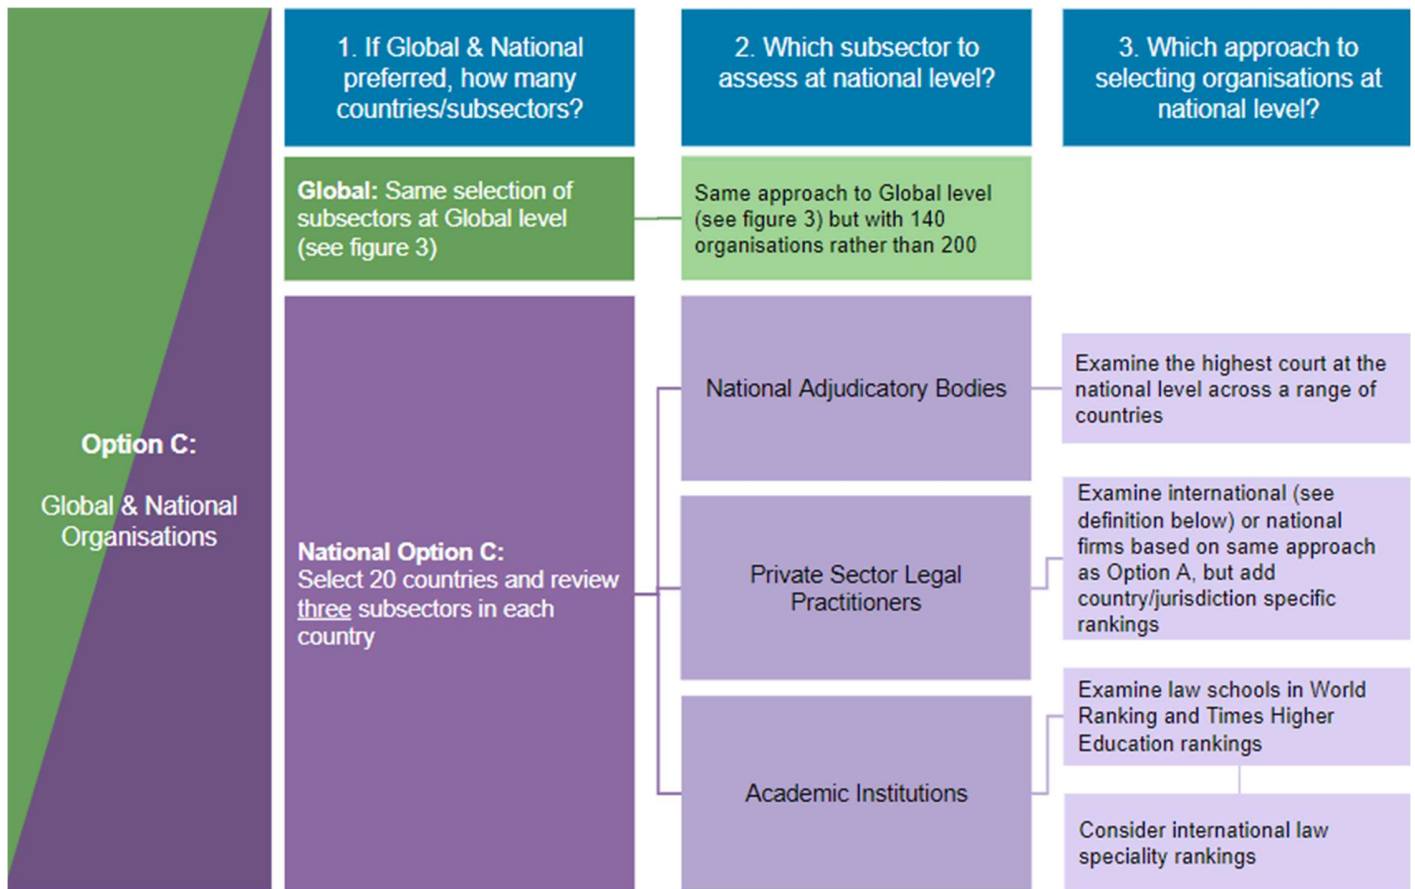 Option C:
Global & National
Organisations
1. If Global & National
preferred, how many
countries/subsectors?
2. Which subsector to
assess at national level?
3. Which approach to
selecting organisations at
national level?
Global: Same selection of
subsectors at Global level
(see figure 3)
Same approach to Global level
(see figure 3) but with 140
organisations rather than 200
National Option C:
Select 20 countries and review
three subsectors in each
country
National Adjudicatory Bodies
Examine the highest court at the
national level across a range of
countries
Private Sector Legal
Practitioners
Examine international (see
definition below) or national
firms based on same approach
as Option A, but add
country/jurisdiction specific
rankings
Academic Institutions
Examine law schools in World
Ranking and Times Higher
Education rankings
Consider international law
speciality rankings